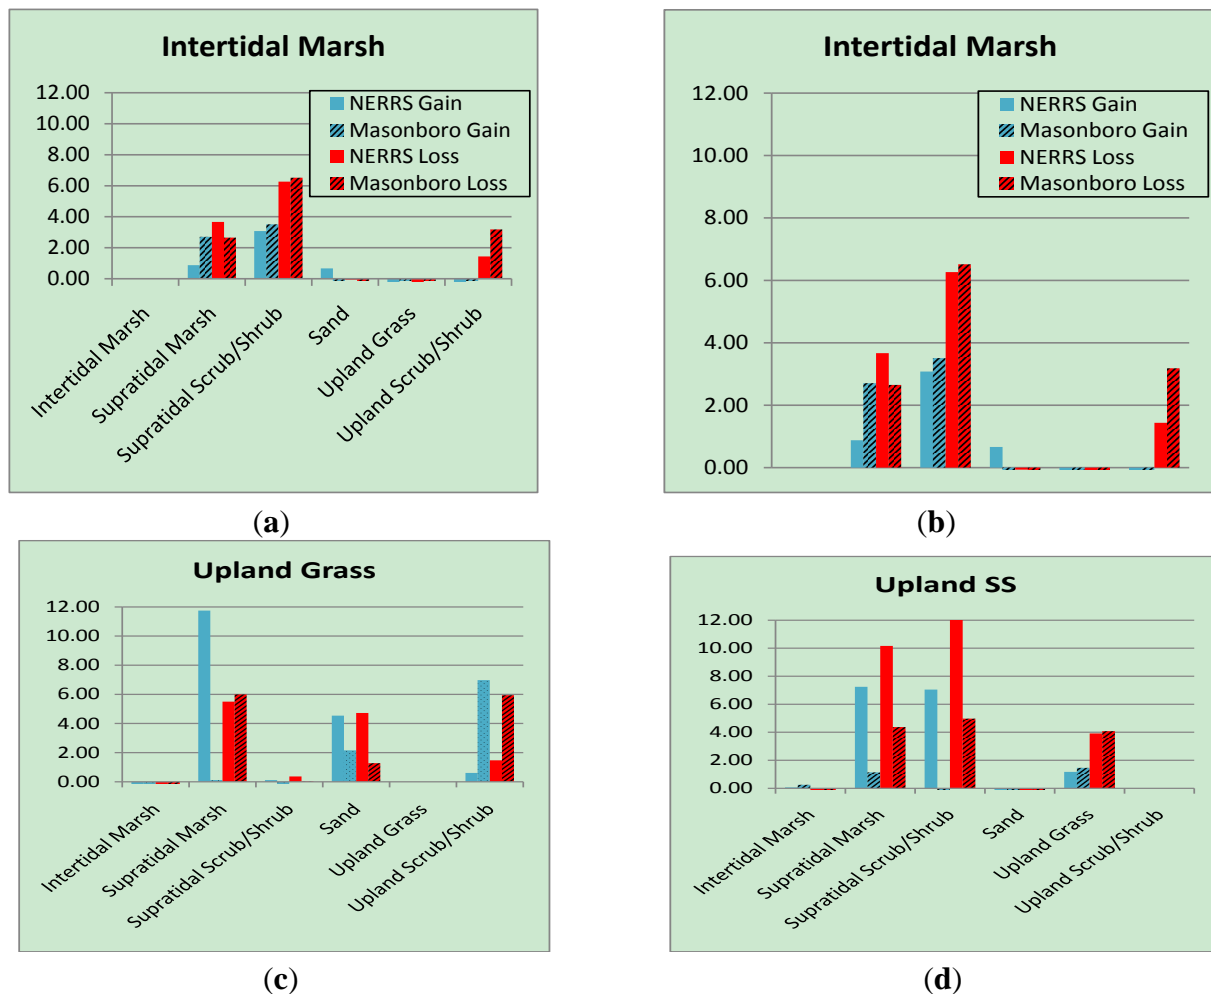 Intertidal Marsh
12.00
10.00
8.00
6.00
4.00
2.00
0.00
NERRS Gain
Masonboro Gain
NERRS Loss
Masonboro Loss
Intertidal Marsh
Supratidal Marsh
Supratidal Scrub/Shrub
Sand
Upland Grass
Upland Scrub/Shrub
(a)
Intertidal Marsh
12.00
10.00
8.00
6.00
4.00
2.00
0.00
NERRS Gain
Masonboro Gain
NERRS Loss
Masonboro Loss
(b)
Upland Grass
12.00
10.00
8.00
6.00
4.00
2.00
0.00
Intertidal Marsh
Supratidal Marsh
Supratidal Scrub/Shrub
Sand
Upland Grass
Upland Scrub/Shrub
(c)
Upland SS
12.00
10.00
8.00
6.00
4.00
2.00
0.00
Intertidal Marsh
Supratidal Marsh
Supratidal Scrub/Shrub
Sand
Upland Grass
Upland Scrub/Shrub
(d)